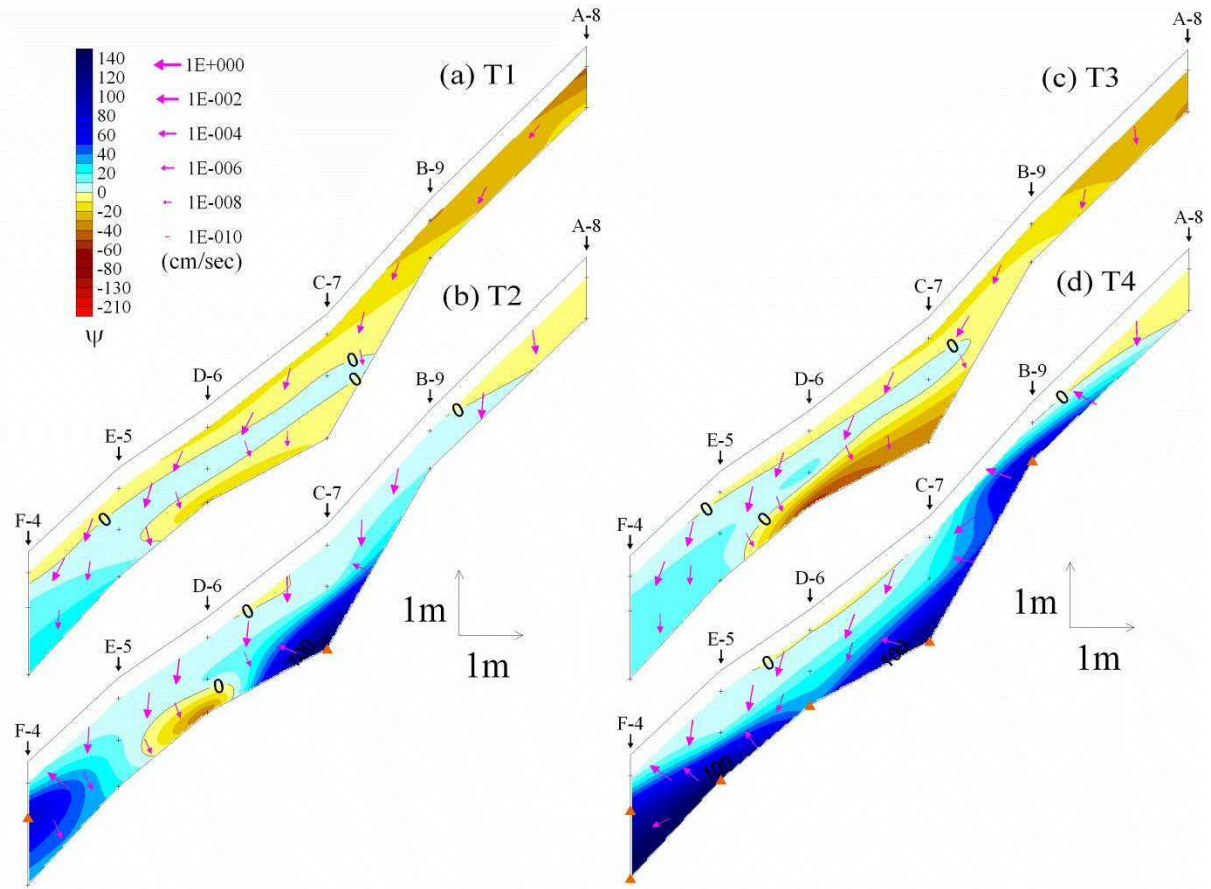 140
120
100
80
60
40
20
0
-20
-40
-60
-80
-130
-210
ψ
1E+000
1E-002
1E-004
1E-006
1E-008
1E-010
(cm/sec)
(a) T1
A-8
B-9
C-7
D-6
E-5
F-4
0
0
0
(b) T2
A-8
B-9
C-7
D-6
E-5
F-4
0
0
0
100
1m
1m
(c) T3
A-8
B-9
C-7
D-6
E-5
F-4
0
0
0
(d) T4
A-8
B-9
C-7
D-6
E-5
F-4
0
0
100
100
1m
1m